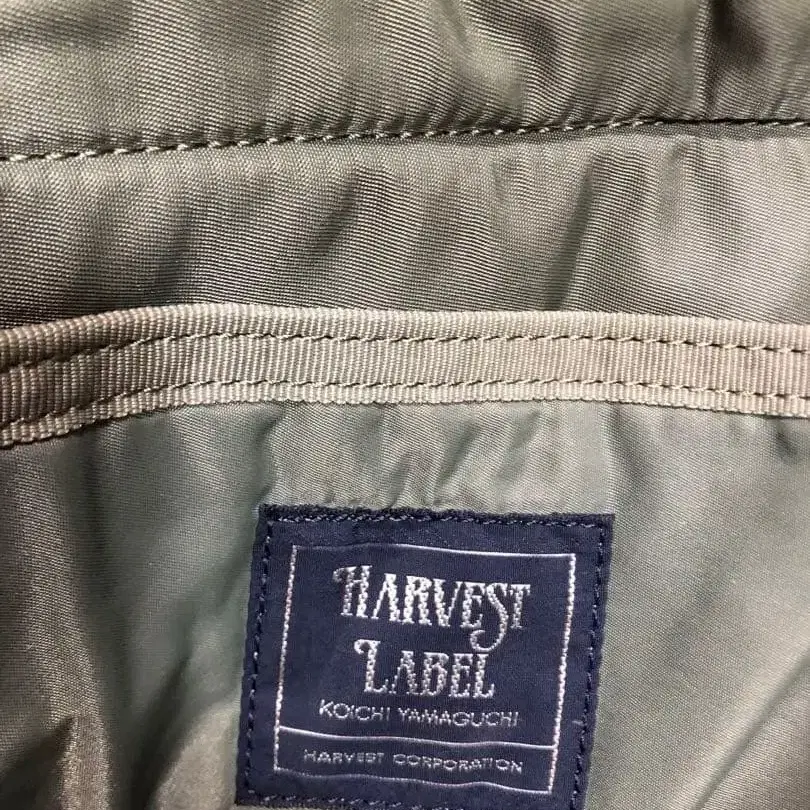 HARVEST
LABEL
KOICHI YAMAGUCHI
HARVEST CORPORATION